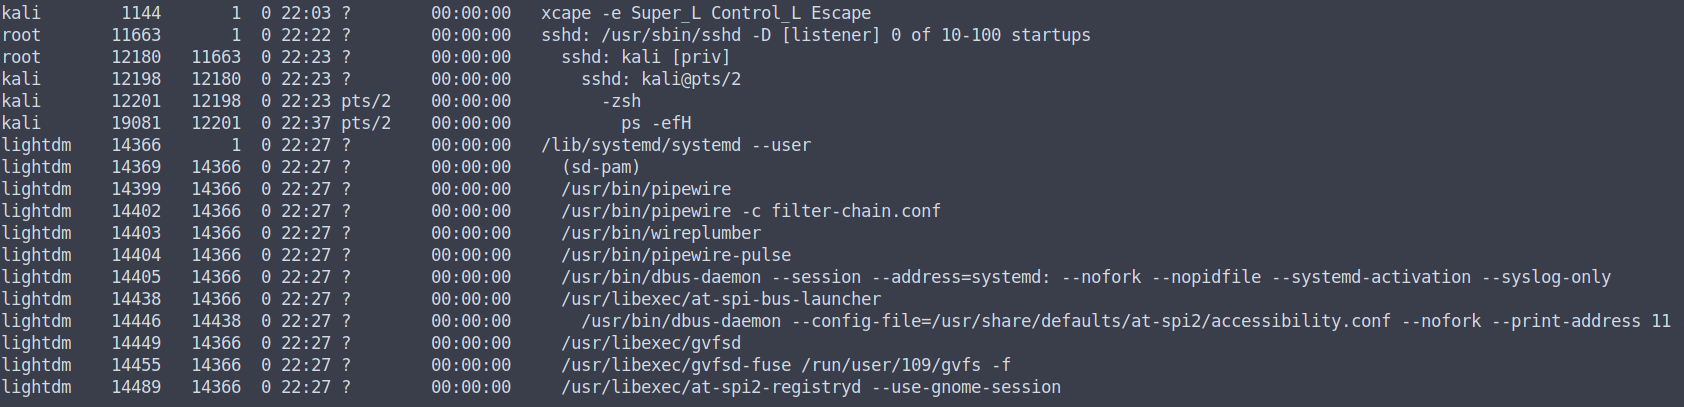 kali        1144       1  0 22:03 ?        00:00:00   xcape -e Super_L Control_L Escape
root       11663       1  0 22:22 ?        00:00:00   sshd: /usr/sbin/sshd -D [listener] 0 of 10-100 startups
root       12180   11663  0 22:23 ?        00:00:00     sshd: kali [priv]
kali       12198   12180  0 22:23 ?        00:00:00       sshd: kali@pts/2
kali       12201   12198  0 22:23 pts/2    00:00:00         -zsh
kali       19081   12201  0 22:37 pts/2    00:00:00           ps -efH
lightdm    14366       1  0 22:27 ?        00:00:00   /lib/systemd/systemd --user
lightdm    14369   14366  0 22:27 ?        00:00:00     (sd-pam)
lightdm    14399   14366  0 22:27 ?        00:00:00     /usr/bin/pipewire
lightdm    14402   14366  0 22:27 ?        00:00:00     /usr/bin/pipewire -c filter-chain.conf
lightdm    14403   14366  0 22:27 ?        00:00:00     /usr/bin/wireplumber
lightdm    14404   14366  0 22:27 ?        00:00:00     /usr/bin/pipewire-pulse
lightdm    14405   14366  0 22:27 ?        00:00:00     /usr/bin/dbus-daemon --session --address=systemd: --nofork --nopidfile --systemd-activation --syslog-only
lightdm    14438   14366  0 22:27 ?        00:00:00     /usr/libexec/at-spi-bus-launcher
lightdm    14446   14438  0 22:27 ?        00:00:00       /usr/bin/dbus-daemon --config-file=/usr/share/defaults/at-spi2/accessibility.conf --nofork --print-address 11
lightdm    14449   14366  0 22:27 ?        00:00:00     /usr/libexec/gvfsd
lightdm    14455   14366  0 22:27 ?        00:00:00     /usr/libexec/gvfsd-fuse /run/user/109/gvfs -f
lightdm    14489   14366  0 22:27 ?        00:00:00     /usr/libexec/at-spi2-registryd --use-gnome-session